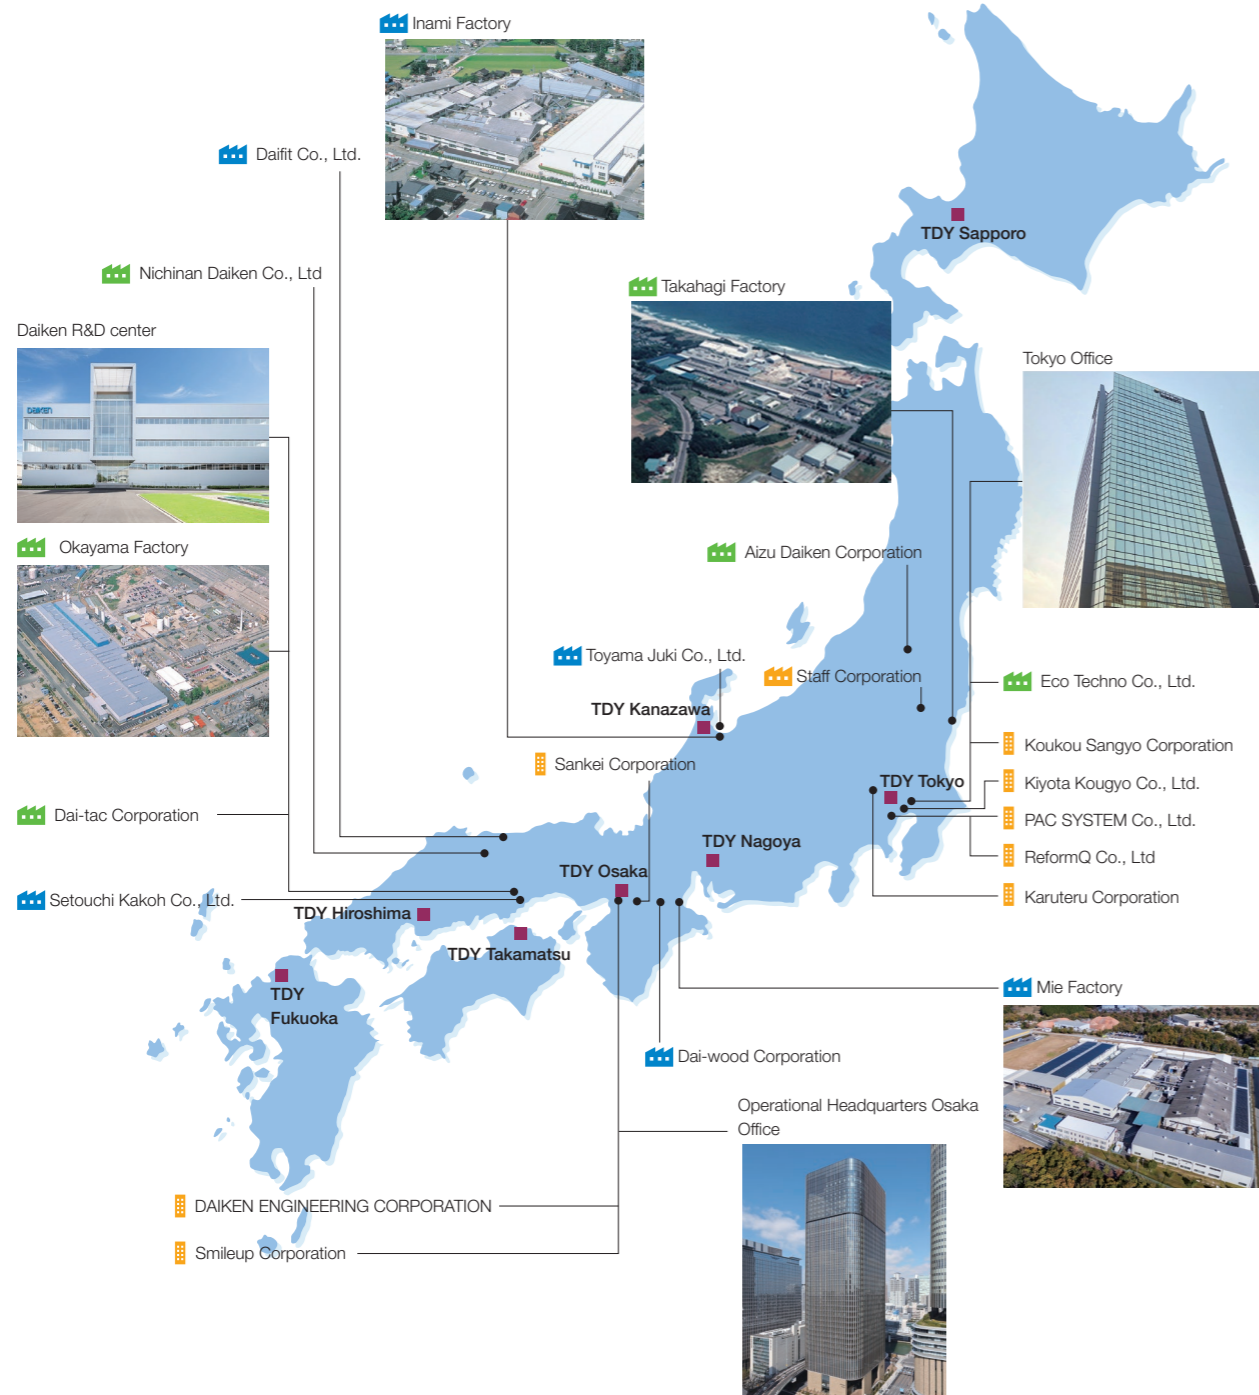 Inami Factory
Daifit Co., Ltd.
TDY Sapporo
Nichinan Daiken Co., Ltd
Takahagi Factory
Daiken R&D center
DAIKEN
Tokyo Office
Okayama Factory
Aizu Daiken Corporation
Toyama Juki Co., Ltd.
Staff Corporation
Eco Techno Co., Ltd.
TDY Kanazawa
Koukou Sangyo Corporation
Sankei Corporation
TDY Tokyo
Kiyota Kougyo Co., Ltd.
Dai-tac Corporation
PAC SYSTEM Co., Ltd.
TDY Nagoya
ReformQ Co., Ltd
TDY Osaka
Setouchi Kakoh Co., Ltd.
Karuteru Corporation
TDY Hiroshima
TDY Takamatsu
TDY
Fukuoka
Mie Factory
Dai-wood Corporation
Operational Headquarters Osaka
Office
DAIKEN ENGINEERING CORPORATION
Smileup Corporation